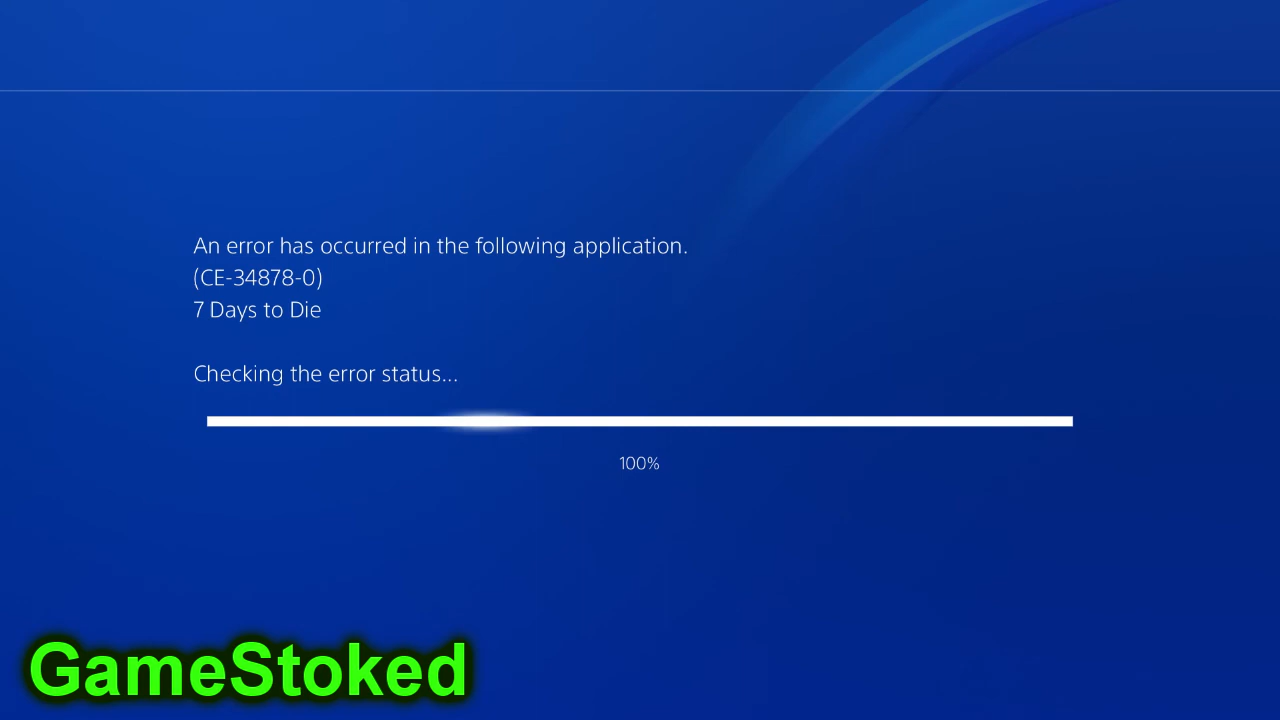 An error has occurred in the following application.
(CE-34878-0)
7 Days to Die
Checking the error status...
100%
GameStoked